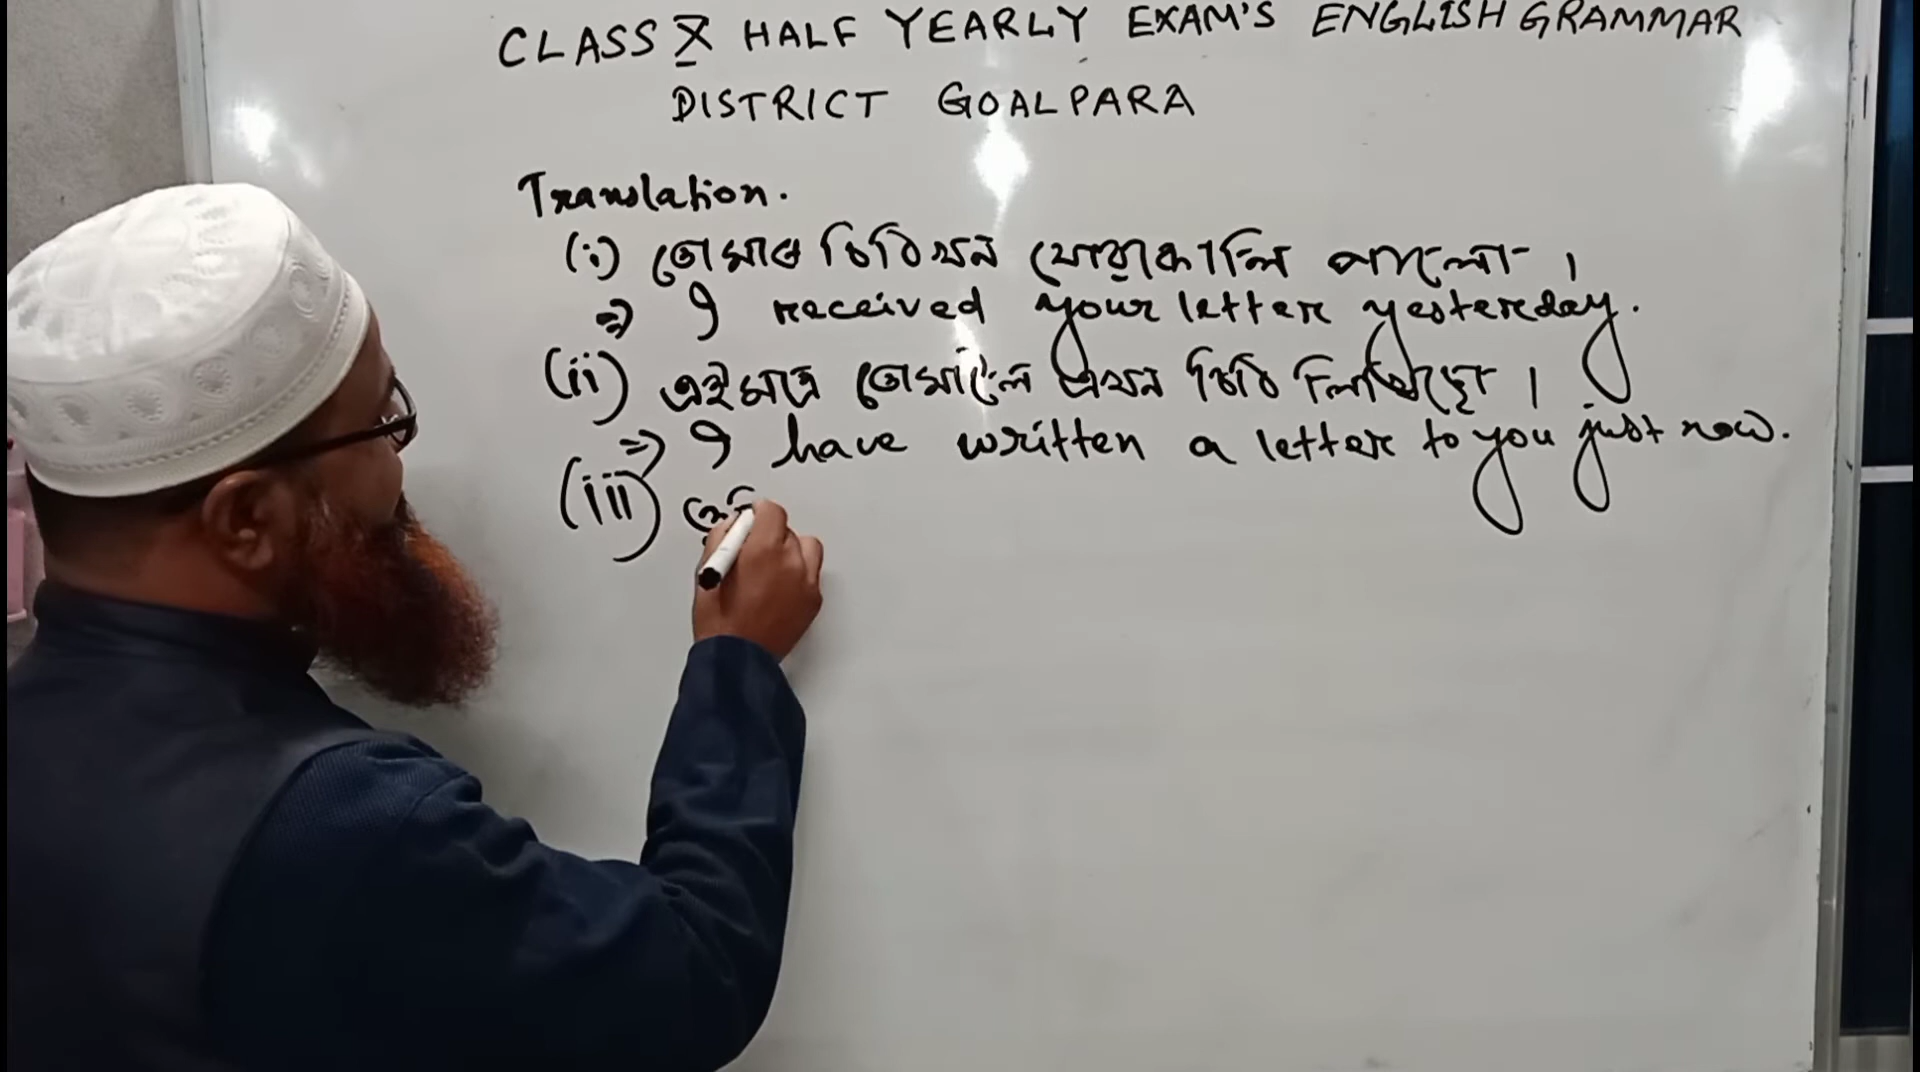 CLASS X HALF YEARLY EXAM'S ENGLISH GRAMMAR
DISTRICT GOALPARA
Translation.
(i) তোমাৰ চিঠিখন যোৱাকালি পালো ।
⇒ I received your letter yesterday.
(ii) এইমাত্ৰ তোমালৈ এখন চিঠি লিখিছো ।
⇒ I have written a letter to you just now.
(iii)